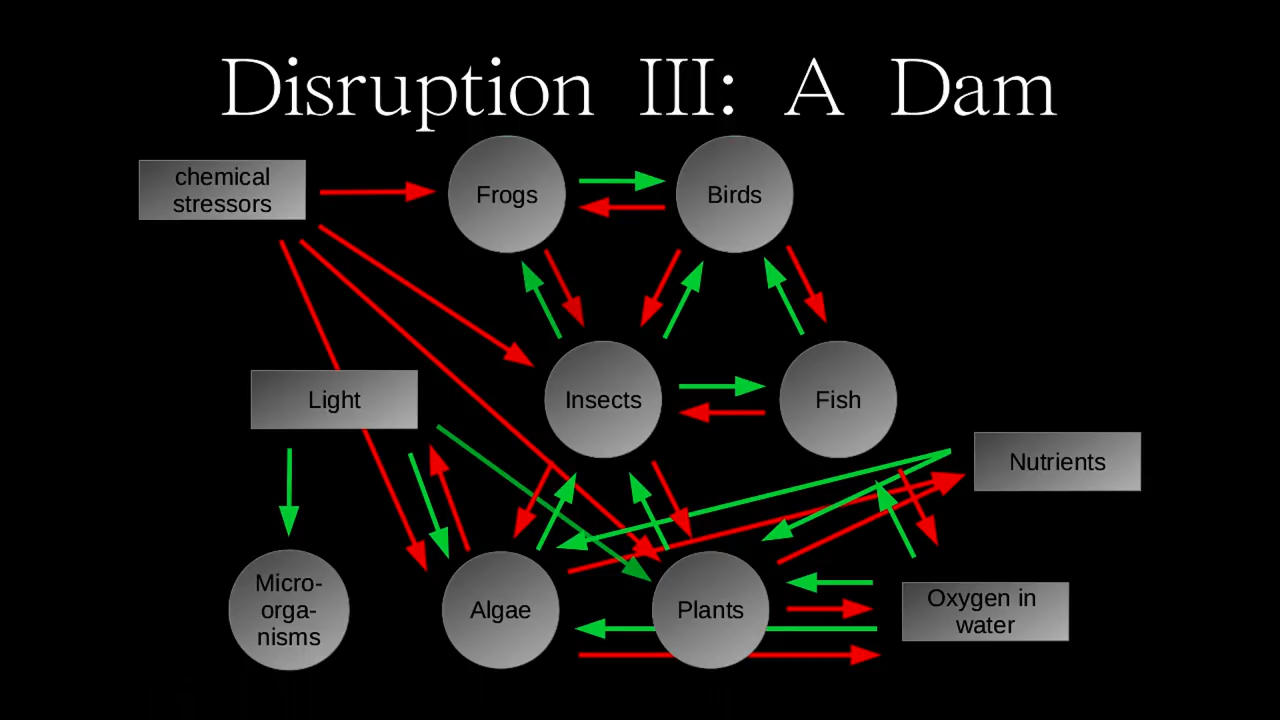 Disruption III: A Dam
chemical
stressors
Frogs
Birds
Light
Insects
Fish
Nutrients
Micro-
orga-
nisms
Algae
Plants
Oxygen in
water